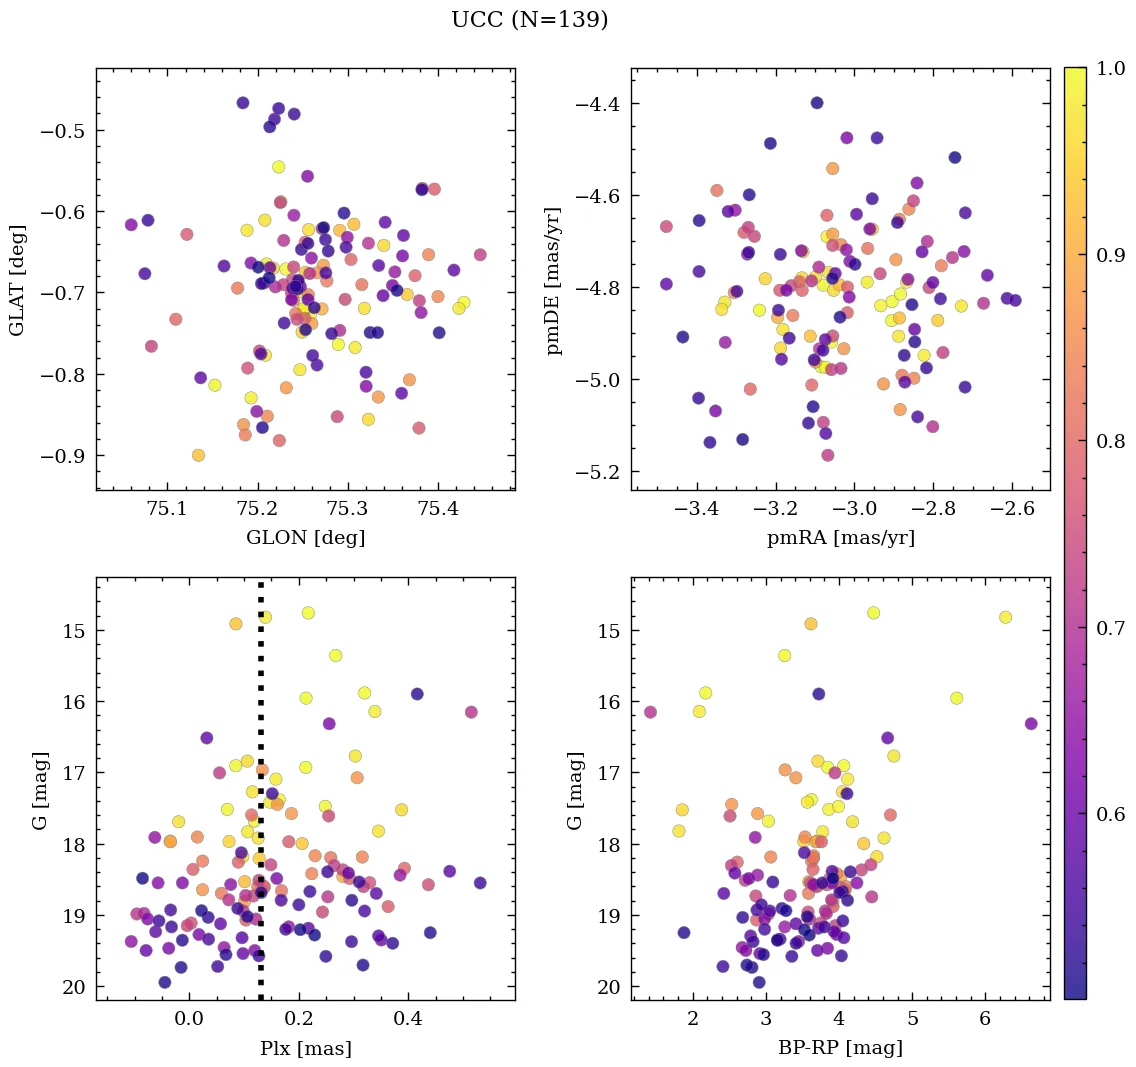 UCC (N=139)
−0.5
−0.6
−0.7
−0.8
−0.9
GLAT [deg]
75.1 75.2 75.3 75.4
GLON [deg]
−4.4
−4.6
−4.8
−5.0
−5.2
pmDE [mas/yr]
−3.4 −3.2 −3.0 −2.8 −2.6
pmRA [mas/yr]
1.0
0.9
0.8
0.7
0.6
15
16
17
18
19
20
G [mag]
0.0 0.2 0.4
Plx [mas]
15
16
17
18
19
20
G [mag]
2 3 4 5 6
BP-RP [mag]